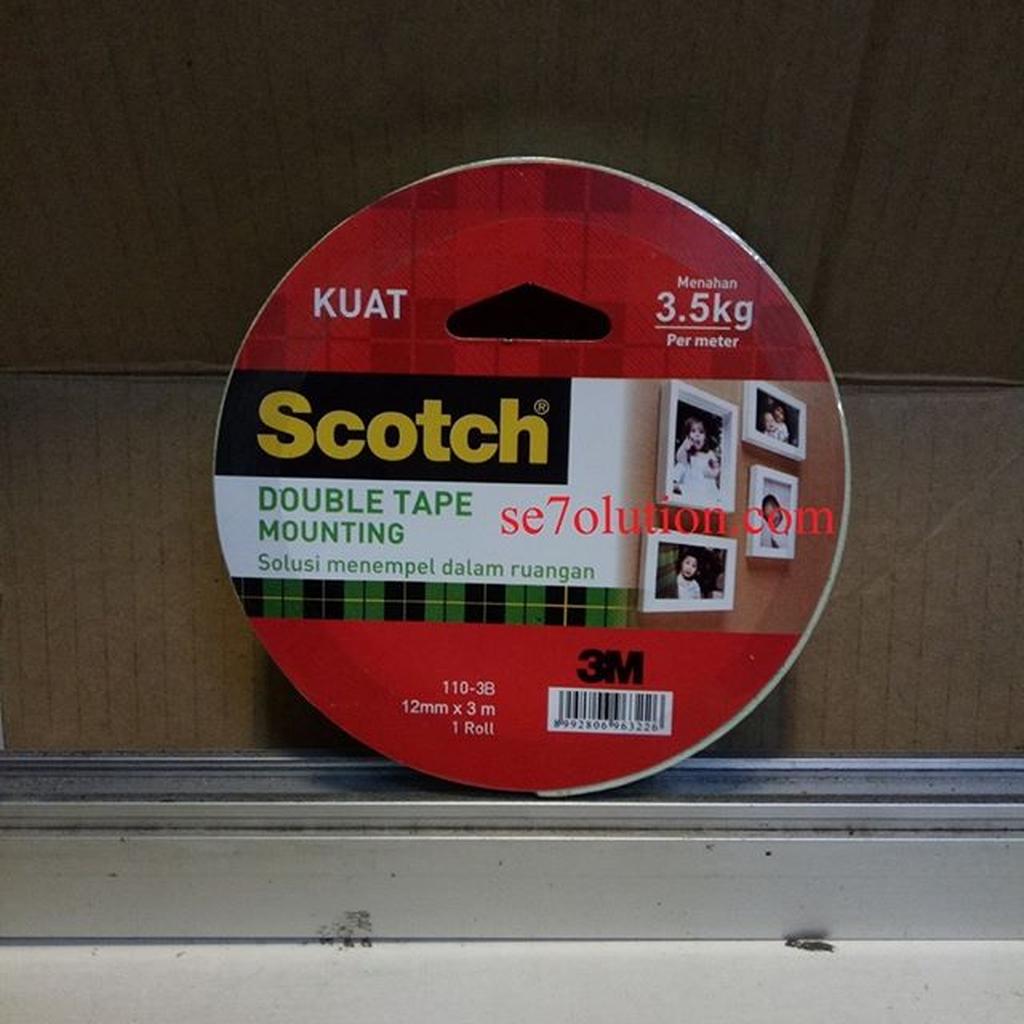 KUAT
Menahan
3.5kg
Per meter
Scotch®
DOUBLE TAPE
MOUNTING
Solusi menempel dalam ruangan
se7olution.com
3M
110-3B
12mm x 3 m
1 Roll
8992806963226